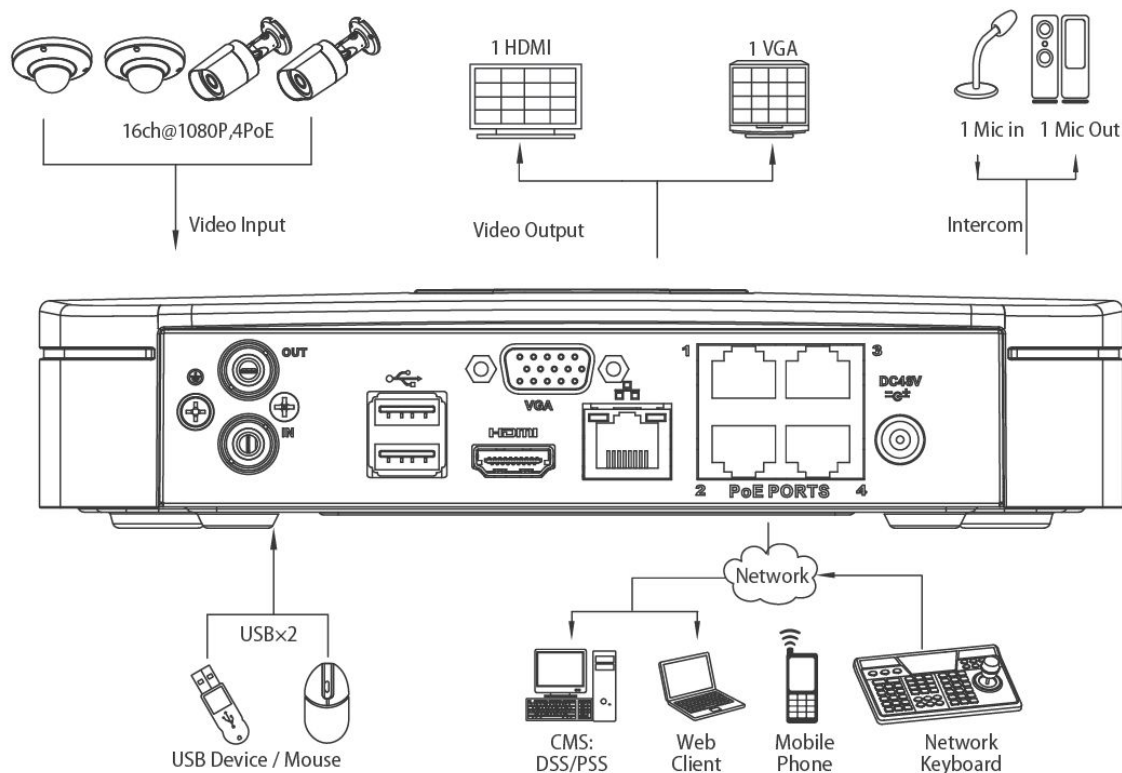 1 HDMI
1 VGA
16ch@1080P,4PoE
1 Mic in
1 Mic Out
Video Input
Video Output
Intercom
OUT
IN
VGA
HDMI
1
3
2
PoE PORTS
4
DC48V
Network
USB×2
USB Device / Mouse
CMS:
DSS/PSS
Web
Client
Mobile
Phone
Network
Keyboard